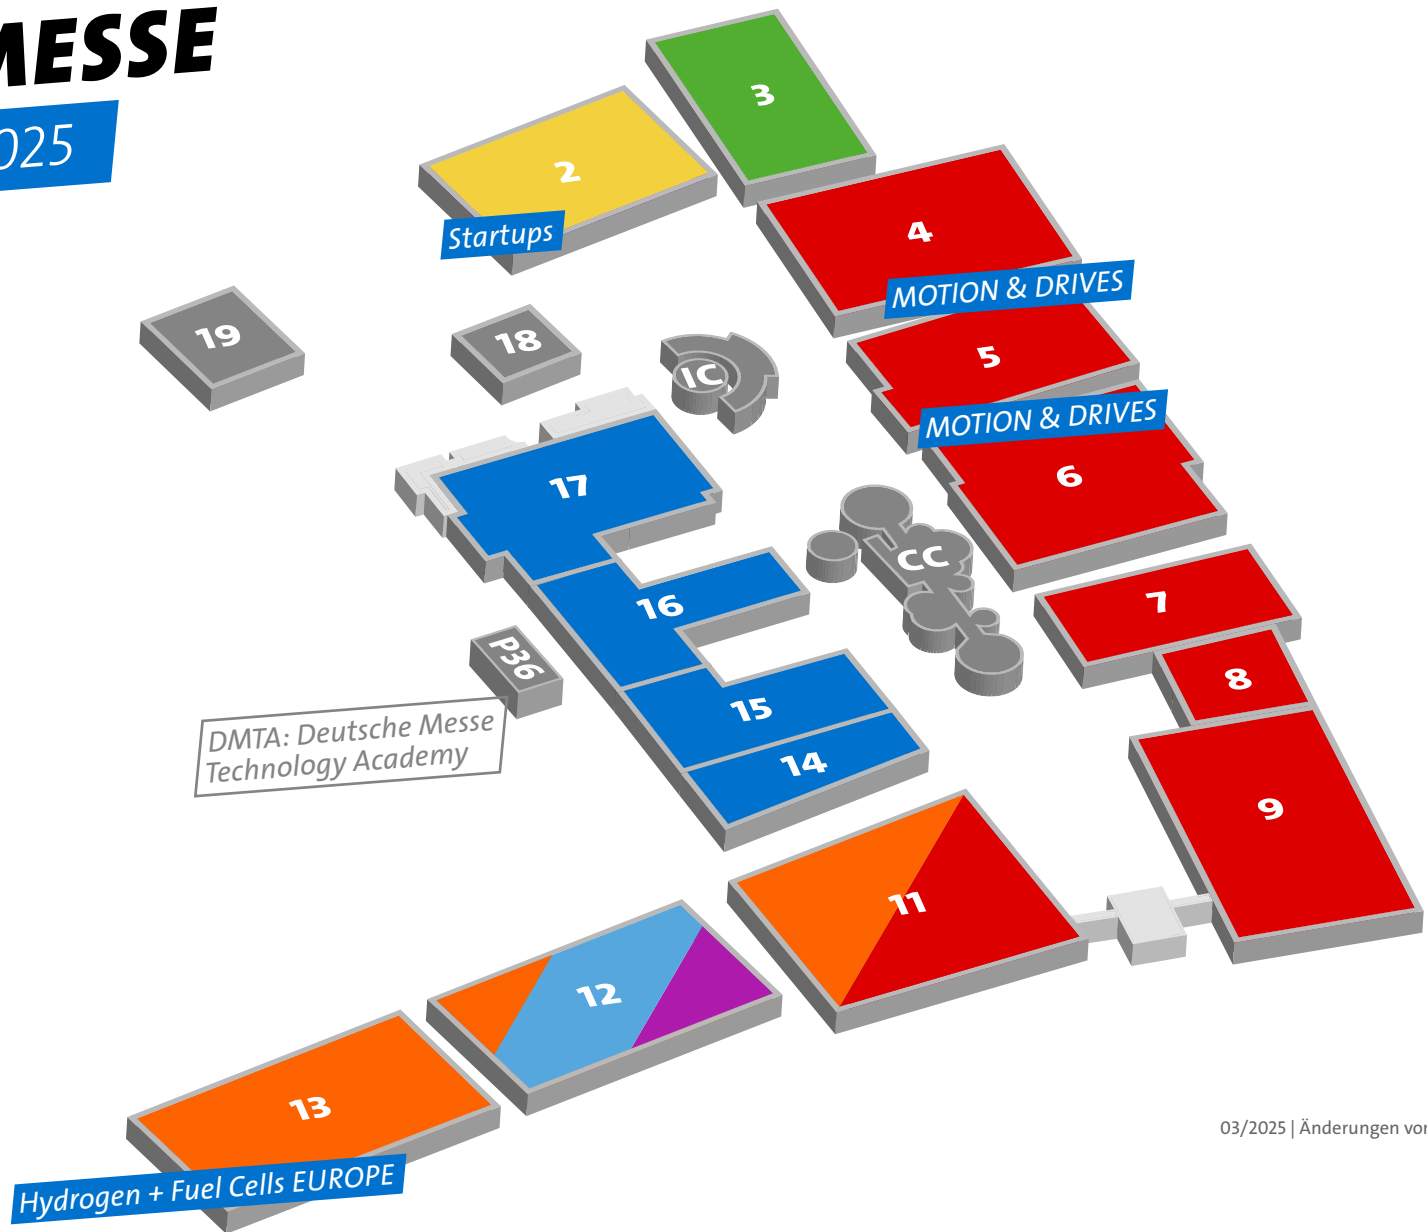 MESSE
025
3
2
Startups
4
MOTION & DRIVES
19
18
IC
5
MOTION & DRIVES
17
6
CC
16
7
P36
8
15
DMTA: Deutsche Messe
Technology Academy
14
9
11
12
13
03/2025 | Änderungen vor
Hydrogen + Fuel Cells EUROPE